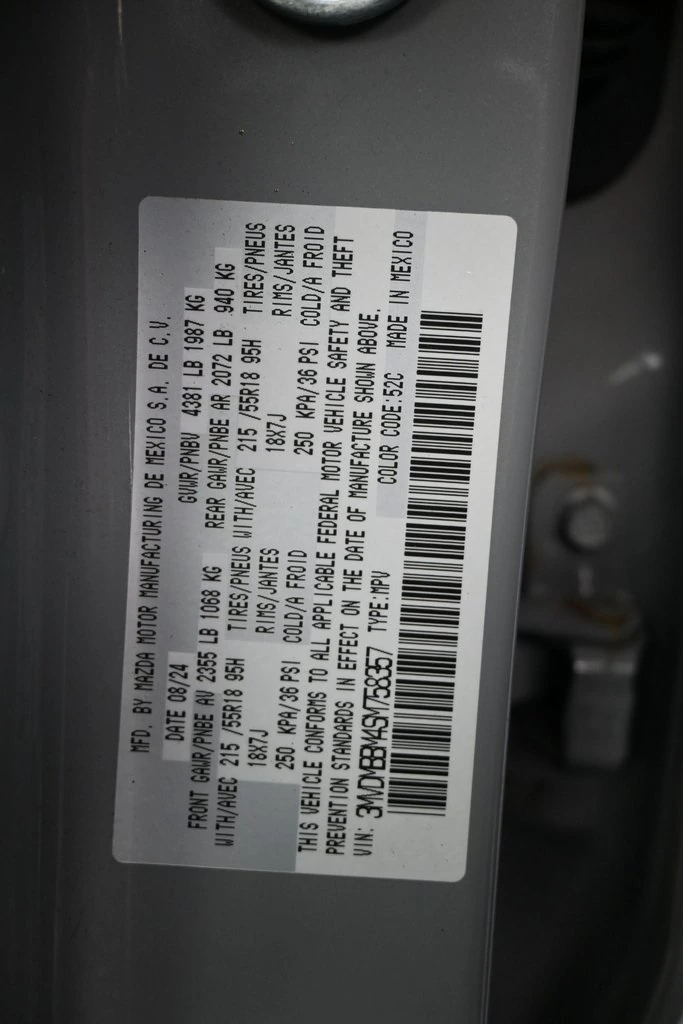 MFD. BY MAZDA MOTOR MANUFACTURING DE MEXICO S.A. DE C.V.
DATE 08/24 GVWR/PNBV 4381 LB 1987 KG
FRONT GAWR/PNBE AV 2355 LB 1068 KG REAR GAWR/PNBE AR 2072 LB 940 KG
WITH/AVEC 215 /55R18 95H TIRES/PNEUS WITH/AVEC 215 /55R18 95H TIRES/PNEUS
18X7J RIMS/JANTES 18X7J RIMS/JANTES
250 KPA/36 PSI COLD/A FROID 250 KPA/36 PSI COLD/A FROID
THIS VEHICLE CONFORMS TO ALL APPLICABLE FEDERAL MOTOR VEHICLE SAFETY AND THEFT
PREVENTION STANDARDS IN EFFECT ON THE DATE OF MANUFACTURE SHOWN ABOVE.
VIN: 3MVDMBBM4SM758357 TYPE:MPV COLOR CODE:52C MADE IN MEXICO